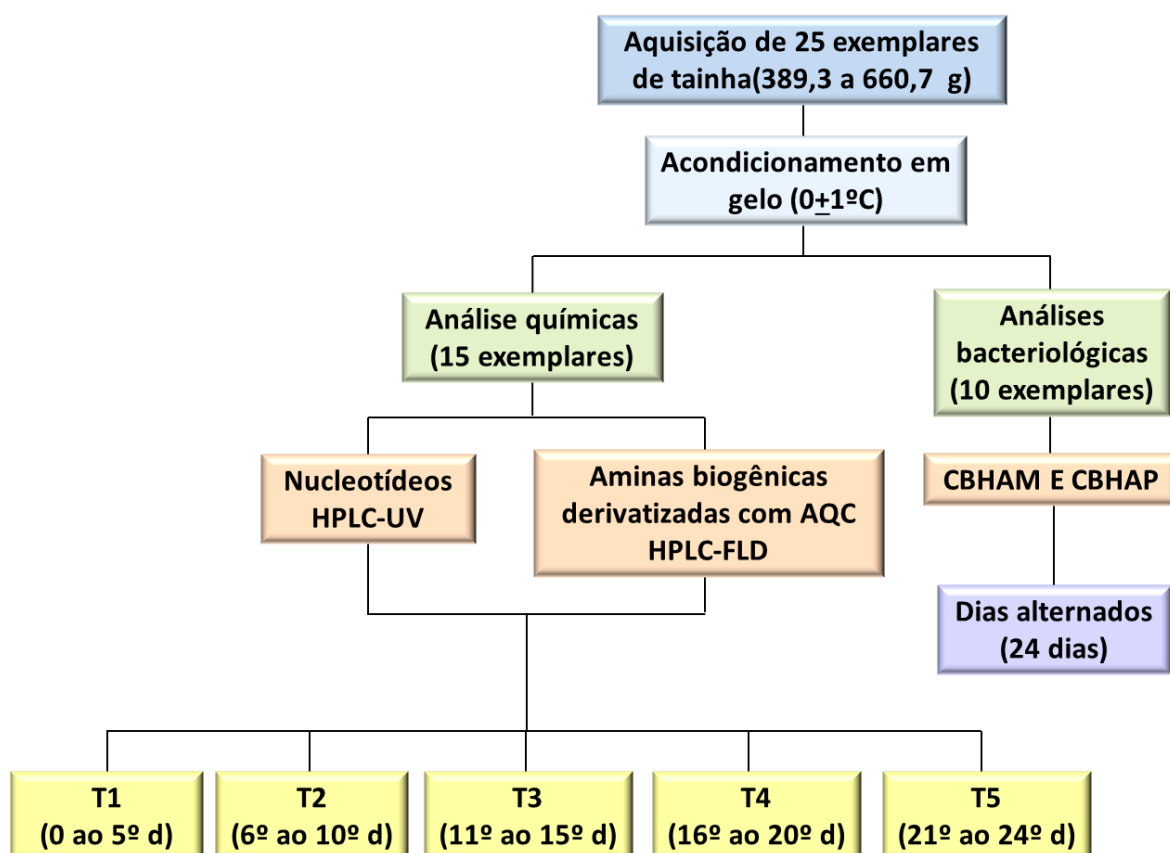 Aquisição de 25 exemplares
de tainha(389,3 a 660,7 g)
Acondicionamento em
gelo (0±1ºC)
Análise químicas
(15 exemplares)
Análises
bacteriológicas
(10 exemplares)
Nucleotídeos
HPLC-UV
Aminas biogênicas
derivatizadas com AQC
HPLC-FLD
CBHAM E CBHAP
Dias alternados
(24 dias)
T1
(0 ao 5º d)
T2
(6º ao 10º d)
T3
(11º ao 15º d)
T4
(16º ao 20º d)
T5
(21º ao 24º d)